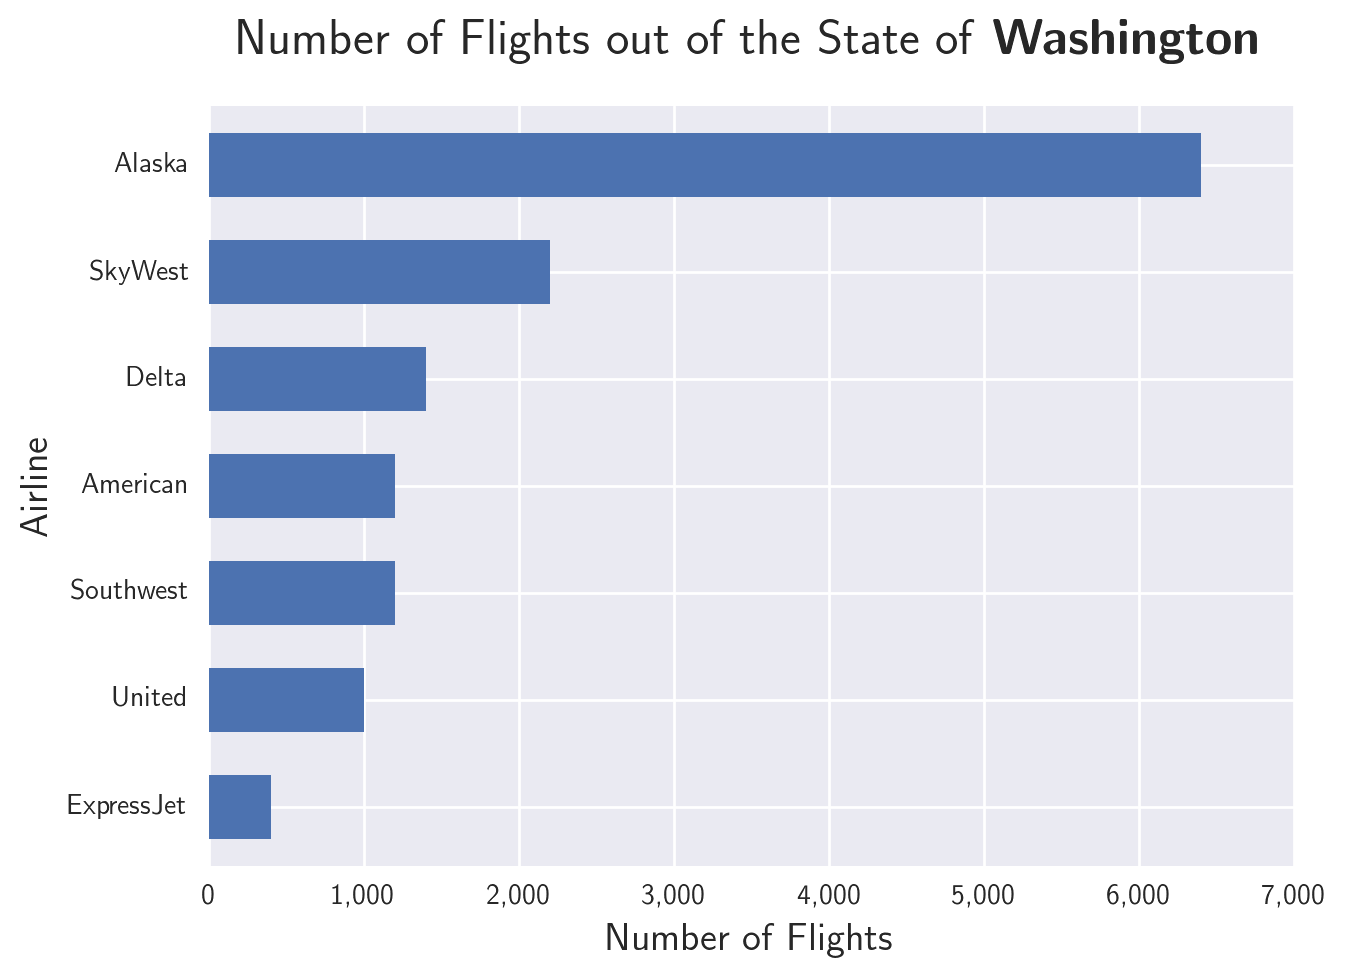 Number of Flights out of the State of Washington
Alaska
SkyWest
Delta
American
Southwest
United
ExpressJet
Airline
0 1,000 2,000 3,000 4,000 5,000 6,000 7,000
Number of Flights